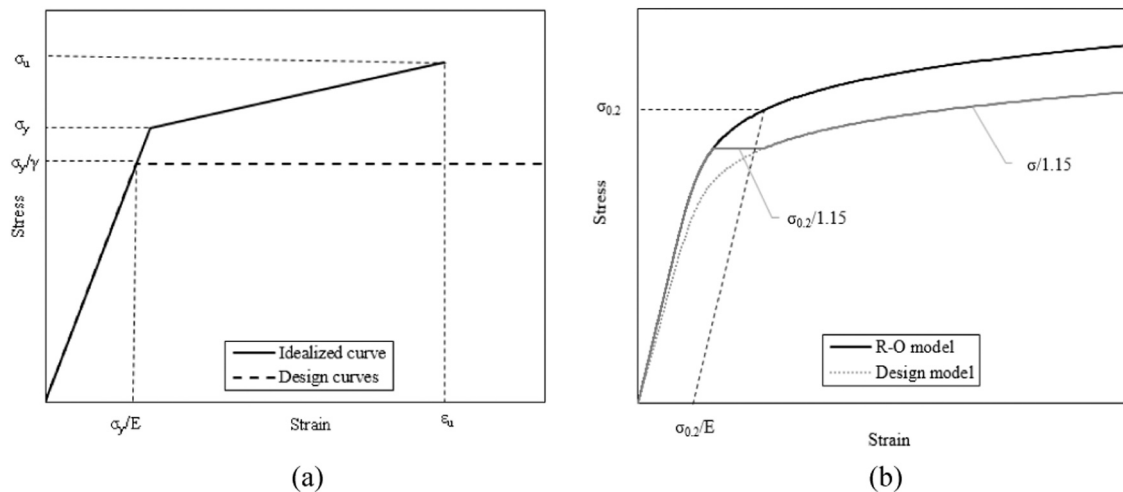 σu
σy
σy/γ
Stress
Idealized curve
Design curves
σy/E
Strain
εu
(a)
σ0.2
σ/1.15
σ0.2/1.15
Stress
R-O model
Design model
σ0.2/E
Strain
(b)